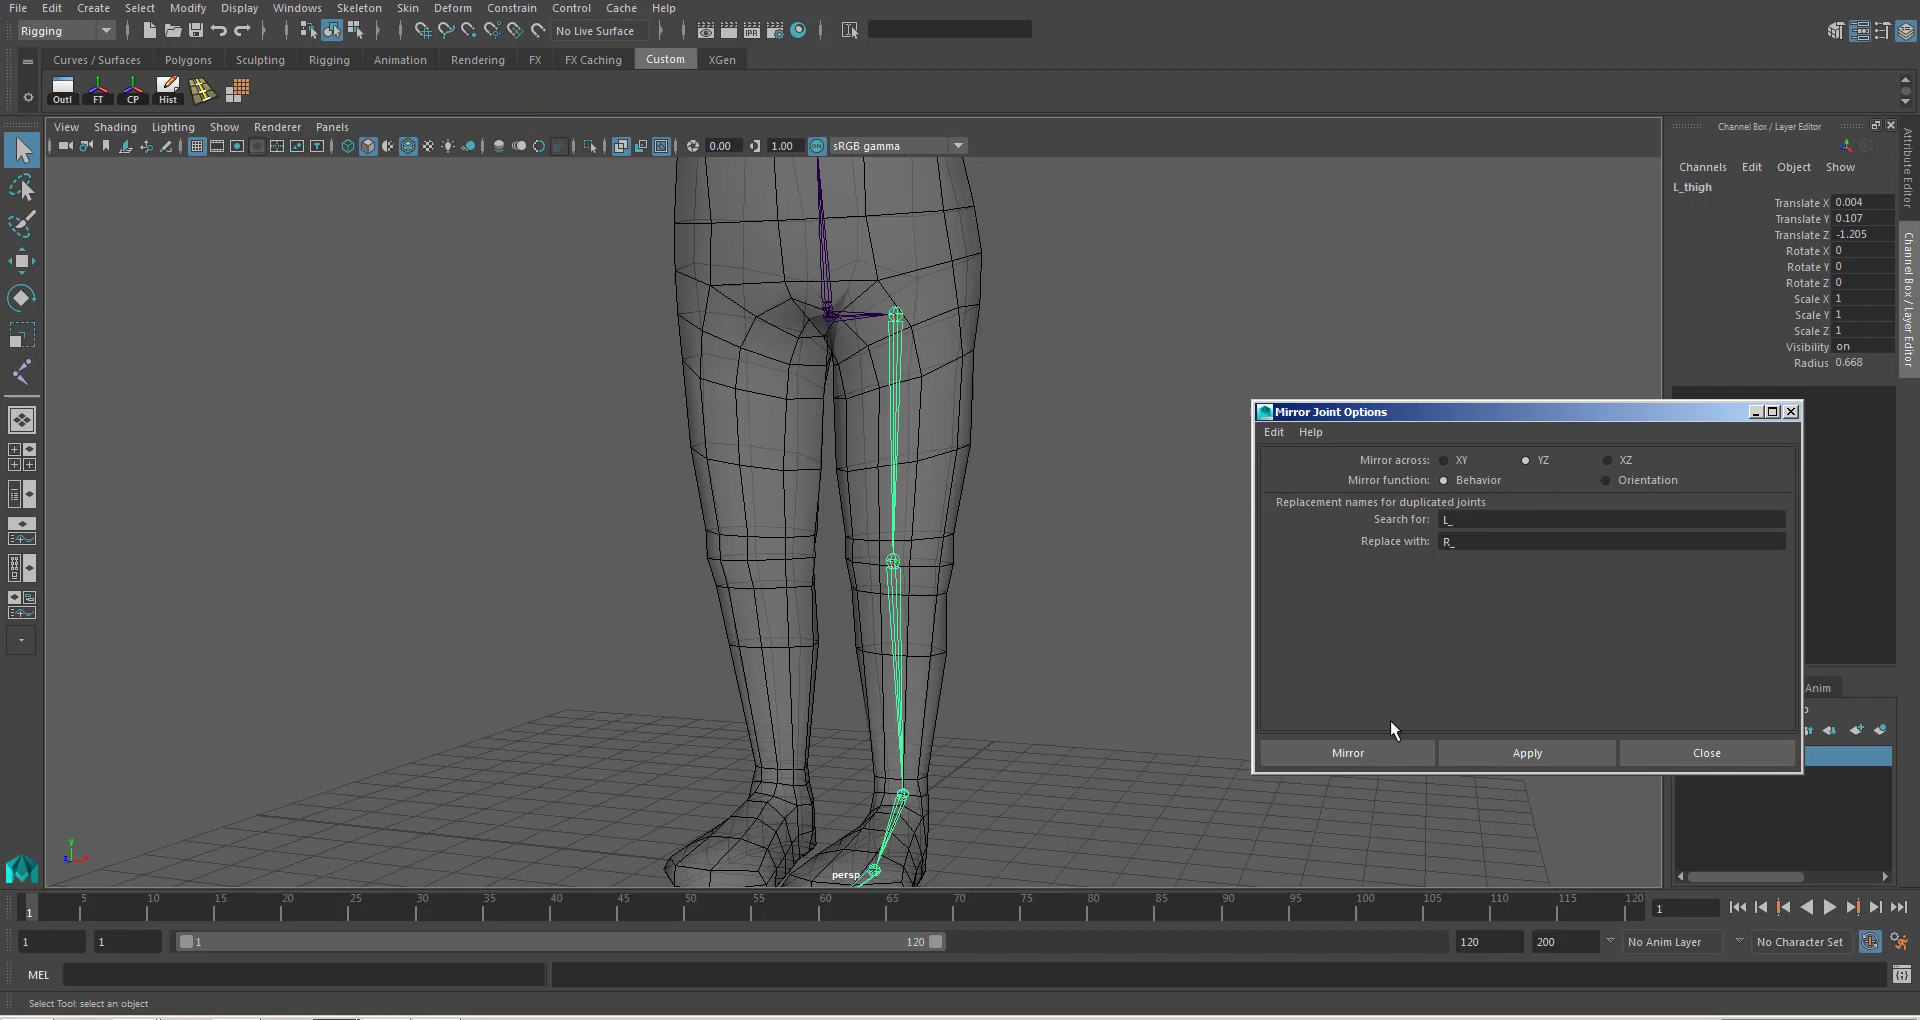 File Edit Create Select Modify Display Windows Skeleton Skin Deform Constrain Control Cache Help
Rigging No Live Surface
Curves / Surfaces Polygons Sculpting Rigging Animation Rendering FX FX Caching Custom XGen
Outl FT CP Hist
View Shading Lighting Show Renderer Panels
0.00 1.00 ON sRGB gamma
Channel Box / Layer Editor
Channels Edit Object Show
L_thigh
Translate X 0.004
Translate Y 0.107
Translate Z -1.205
Rotate X 0
Rotate Y 0
Rotate Z 0
Scale X 1
Scale Y 1
Scale Z 1
Visibility on
Radius 0.668
Attribute Editor
Channel Box / Layer Editor
Mirror Joint Options
Edit Help
Mirror across: XY YZ XZ
Mirror function: Behavior Orientation
Replacement names for duplicated joints
Search for: L_
Replace with: R_
Mirror Apply Close
Anim
y
z
persp
5 10 15 20 25 30 35 40 45 50 55 60 65 70 75 80 85 90 95 100 105 110 115 120
1 1
1 1 1 120 120 200 No Anim Layer No Character Set
MEL
Select Tool: select an object